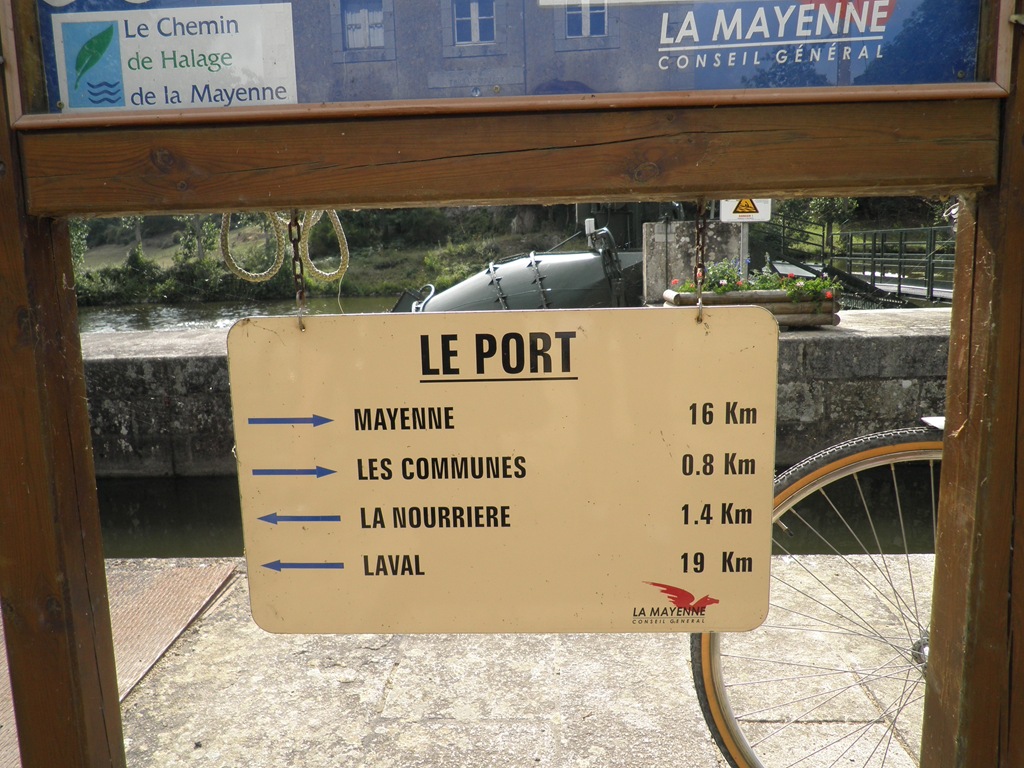 Le Chemin
de Halage
de la Mayenne
LA MAYENNE
CONSEIL GÉNÉRAL
LE PORT
MAYENNE 16 Km
LES COMMUNES 0.8 Km
LA NOURRIERE 1.4 Km
LAVAL 19 Km
LA MAYENNE
CONSEIL GENERAL